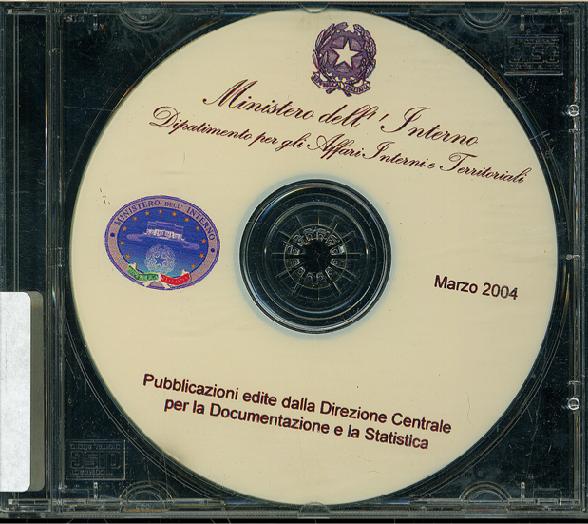 Ministero dell' Interno
Dipatimento per gli Affari Interni e Territoriali
MINISTERO DELL' INTERNO
Marzo 2004
Pubblicazioni edite dalla Direzione Centrale
per la Documentazione e la Statistica